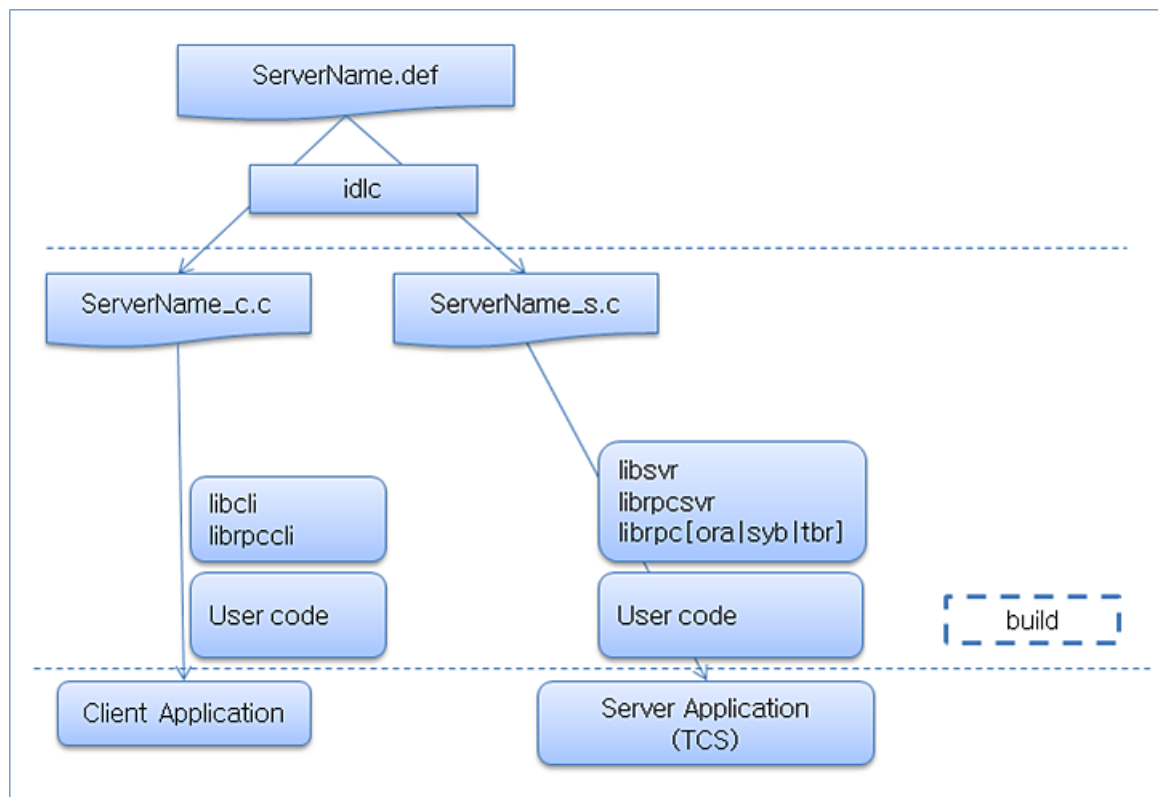 ServerName.def
idlc
ServerName_c.c
ServerName_s.c
libcli
librpccli
libsvr
librpcsvr
librpc[ora|syb|tbr]
User code
User code
build
Client Application
Server Application
(TCS)